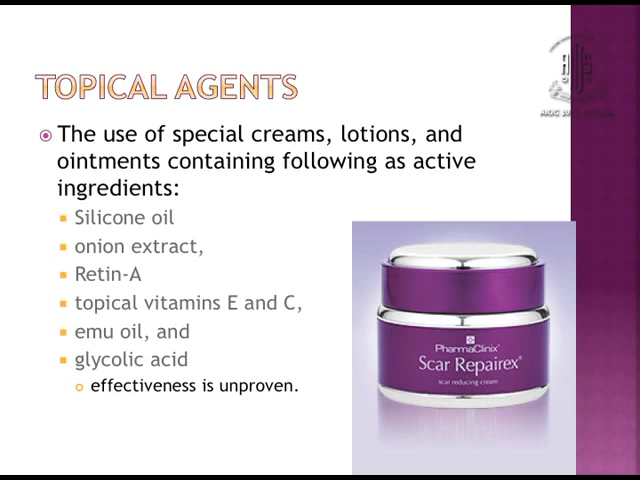 TOPICAL AGENTS
The use of special creams, lotions, and
ointments containing following as active
ingredients:
Silicone oil
onion extract,
Retin-A
topical vitamins E and C,
emu oil, and
glycolic acid
effectiveness is unproven.
PharmaClinix®
Scar Repairex®
scar reducing cream
AIOC